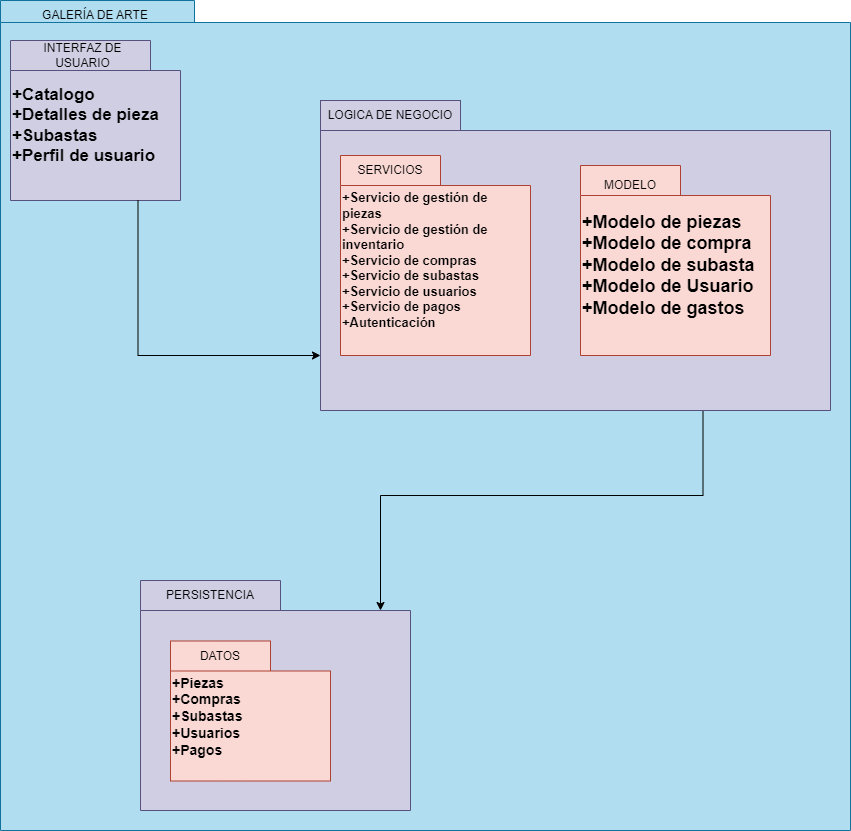 GALERÍA DE ARTE
INTERFAZ DE
USUARIO
+Catalogo
+Detalles de pieza
+Subastas
+Perfil de usuario
LOGICA DE NEGOCIO
SERVICIOS
+Servicio de gestión de
piezas
+Servicio de gestión de
inventario
+Servicio de compras
+Servicio de subastas
+Servicio de usuarios
+Servicio de pagos
+Autenticación
MODELO
+Modelo de piezas
+Modelo de compra
+Modelo de subasta
+Modelo de Usuario
+Modelo de gastos
PERSISTENCIA
DATOS
+Piezas
+Compras
+Subastas
+Usuarios
+Pagos